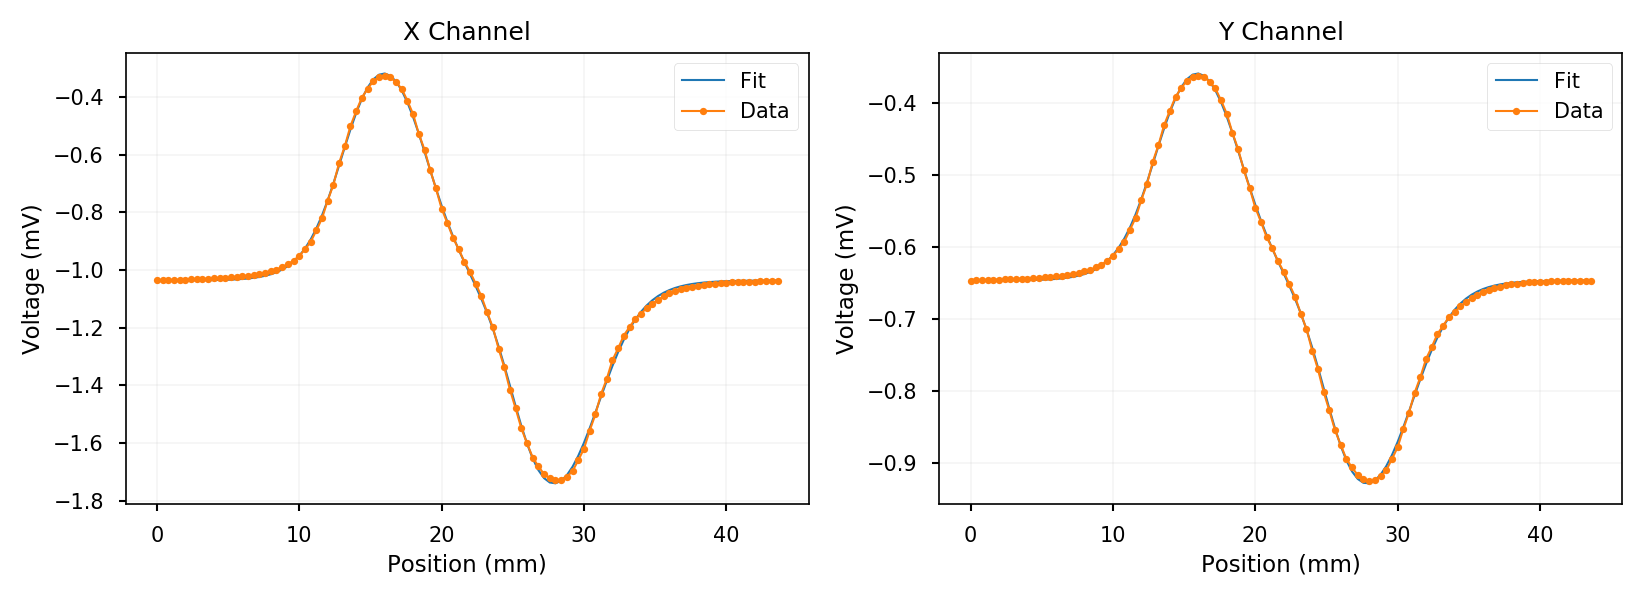 X Channel
Fit
Data
−0.4
−0.6
−0.8
−1.0
−1.2
−1.4
−1.6
−1.8
Voltage (mV)
0 10 20 30 40
Position (mm)
Y Channel
Fit
Data
−0.4
−0.5
−0.6
−0.7
−0.8
−0.9
Voltage (mV)
0 10 20 30 40
Position (mm)